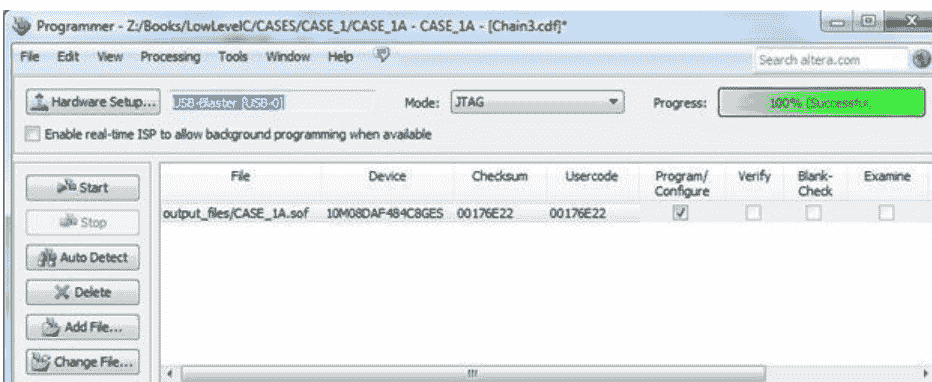 Programmer - Z:/Books/LowLevelC/CASES/CASE_1/CASE_1A - CASE_1A - [Chain3.cdf]*
File Edit View Processing Tools Window Help Search altera.com
Hardware Setup... USB-Blaster [USB-0] Mode: JTAG Progress: 100% (Successful)
Enable real-time ISP to allow background programming when available
File Device Checksum Usercode Program/ Verify Blank- Examine
Configure Check
Start
output_files/CASE_1A.sof 10M08DAF484C8GES 00176E22 00176E22
Stop
Auto Detect
Delete
Add File...
Change File...